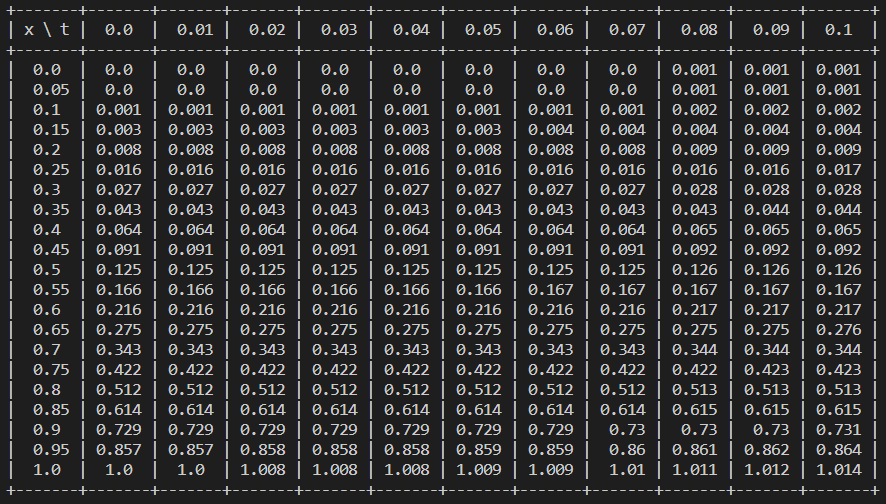 +-------+-------+-------+-------+-------+-------+-------+-------+-------+-------+-------+-------+
| x \ t |  0.0  |  0.01 |  0.02 |  0.03 |  0.04 |  0.05 |  0.06 |  0.07 |  0.08 |  0.09 |  0.1  |
+-------+-------+-------+-------+-------+-------+-------+-------+-------+-------+-------+-------+
|  0.0  |  0.0  |  0.0  |  0.0  |  0.0  |  0.0  |  0.0  |  0.0  |  0.0  | 0.001 | 0.001 | 0.001 |
|  0.05 |  0.0  |  0.0  |  0.0  |  0.0  |  0.0  |  0.0  |  0.0  |  0.0  | 0.001 | 0.001 | 0.001 |
|  0.1  | 0.001 | 0.001 | 0.001 | 0.001 | 0.001 | 0.001 | 0.001 | 0.001 | 0.002 | 0.002 | 0.002 |
|  0.15 | 0.003 | 0.003 | 0.003 | 0.003 | 0.003 | 0.003 | 0.004 | 0.004 | 0.004 | 0.004 | 0.004 |
|  0.2  | 0.008 | 0.008 | 0.008 | 0.008 | 0.008 | 0.008 | 0.008 | 0.008 | 0.009 | 0.009 | 0.009 |
|  0.25 | 0.016 | 0.016 | 0.016 | 0.016 | 0.016 | 0.016 | 0.016 | 0.016 | 0.016 | 0.016 | 0.017 |
|  0.3  | 0.027 | 0.027 | 0.027 | 0.027 | 0.027 | 0.027 | 0.027 | 0.027 | 0.028 | 0.028 | 0.028 |
|  0.35 | 0.043 | 0.043 | 0.043 | 0.043 | 0.043 | 0.043 | 0.043 | 0.043 | 0.043 | 0.044 | 0.044 |
|  0.4  | 0.064 | 0.064 | 0.064 | 0.064 | 0.064 | 0.064 | 0.064 | 0.064 | 0.065 | 0.065 | 0.065 |
|  0.45 | 0.091 | 0.091 | 0.091 | 0.091 | 0.091 | 0.091 | 0.091 | 0.091 | 0.092 | 0.092 | 0.092 |
|  0.5  | 0.125 | 0.125 | 0.125 | 0.125 | 0.125 | 0.125 | 0.125 | 0.125 | 0.126 | 0.126 | 0.126 |
|  0.55 | 0.166 | 0.166 | 0.166 | 0.166 | 0.166 | 0.166 | 0.167 | 0.167 | 0.167 | 0.167 | 0.167 |
|  0.6  | 0.216 | 0.216 | 0.216 | 0.216 | 0.216 | 0.216 | 0.216 | 0.216 | 0.217 | 0.217 | 0.217 |
|  0.65 | 0.275 | 0.275 | 0.275 | 0.275 | 0.275 | 0.275 | 0.275 | 0.275 | 0.275 | 0.275 | 0.276 |
|  0.7  | 0.343 | 0.343 | 0.343 | 0.343 | 0.343 | 0.343 | 0.343 | 0.343 | 0.344 | 0.344 | 0.344 |
|  0.75 | 0.422 | 0.422 | 0.422 | 0.422 | 0.422 | 0.422 | 0.422 | 0.422 | 0.422 | 0.423 | 0.423 |
|  0.8  | 0.512 | 0.512 | 0.512 | 0.512 | 0.512 | 0.512 | 0.512 | 0.512 | 0.513 | 0.513 | 0.513 |
|  0.85 | 0.614 | 0.614 | 0.614 | 0.614 | 0.614 | 0.614 | 0.614 | 0.614 | 0.615 | 0.615 | 0.615 |
|  0.9  | 0.729 | 0.729 | 0.729 | 0.729 | 0.729 | 0.729 | 0.729 |  0.73 |  0.73 |  0.73 | 0.731 |
|  0.95 | 0.857 | 0.857 | 0.858 | 0.858 | 0.858 | 0.859 | 0.859 |  0.86 | 0.861 | 0.862 | 0.864 |
|  1.0  |  1.0  |  1.0  | 1.008 | 1.008 | 1.008 | 1.009 | 1.009 |  1.01 | 1.011 | 1.012 | 1.014 |
+-------+-------+-------+-------+-------+-------+-------+-------+-------+-------+-------+-------+